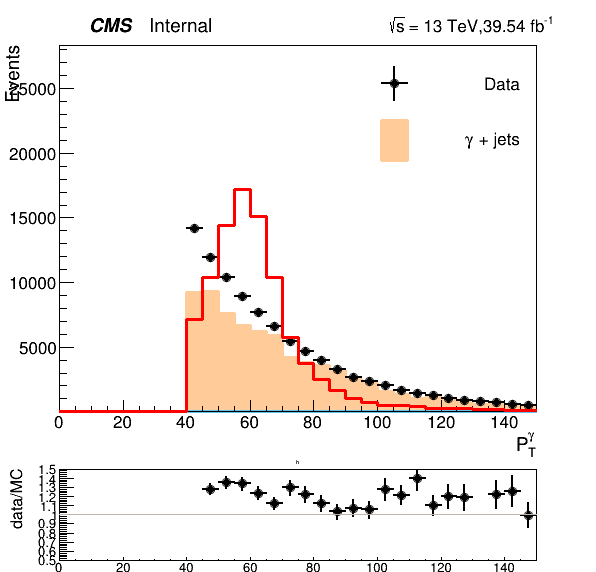 CMS Internal √s = 13 TeV,39.54 fb⁻¹
Events
25000
20000
15000
10000
5000
Data
γ + jets
0 20 40 60 80 100 120 140
P_T^γ
h
data/MC
1.5
1.4
1.3
1.2
1.1
1
0.9
0.8
0.7
0.6
0.5
0 20 40 60 80 100 120 140